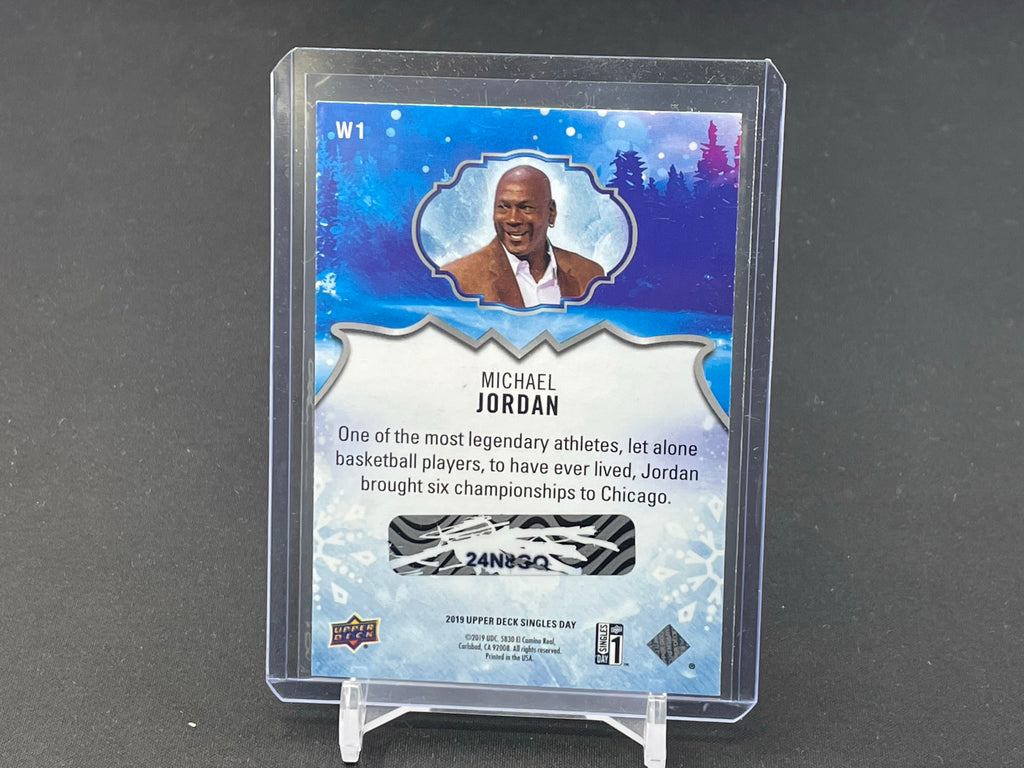 W1
MICHAEL
JORDAN
One of the most legendary athletes, let alone
basketball players, to have ever lived, Jordan
brought six championships to Chicago.
24N8GQ
2019 UPPER DECK SINGLES DAY
©2019 UDC. 5830 El Camino Real,
Carlsbad, CA 92008. All rights reserved.
Printed in the USA.
UPPER
DECK
SINGLES
DAY
1